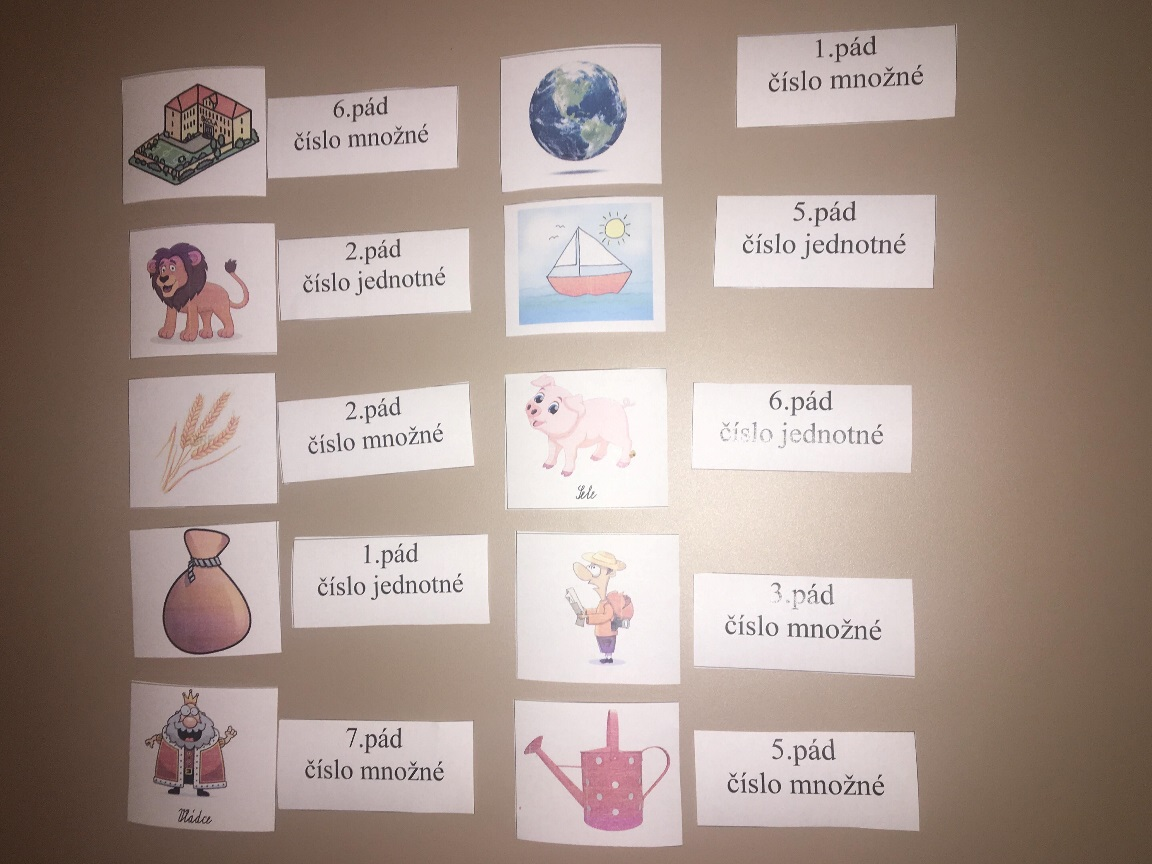 6.pád
číslo množné
1.pád
číslo množné
2.pád
číslo jednotné
5.pád
číslo jednotné
2.pád
číslo množné
Sele
6.pád
číslo jednotné
1.pád
číslo jednotné
3.pád
číslo množné
Vládce
7.pád
číslo množné
5.pád
číslo množné